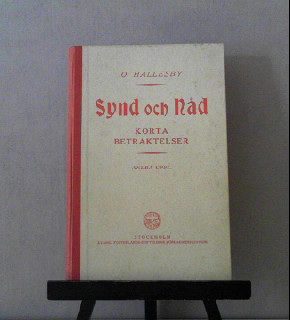 O HALLESBY
Synd och Nåd
KORTA
BETRAKTELSER
STOCKHOLM